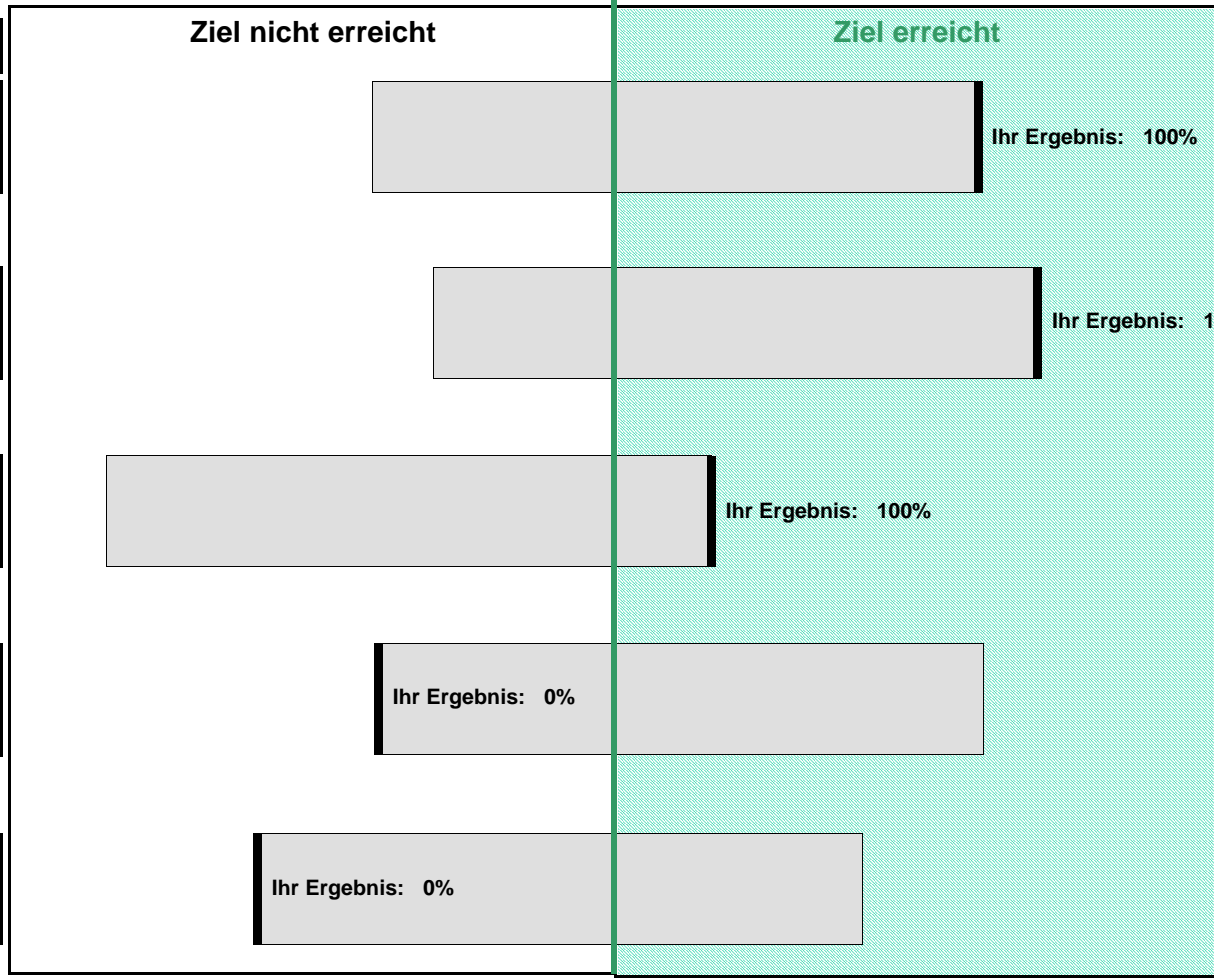 Ziel nicht erreicht
Ziel erreicht
Ihr Ergebnis: 100%
Ihr Ergebnis: 1
Ihr Ergebnis: 100%
Ihr Ergebnis: 0%
Ihr Ergebnis: 0%